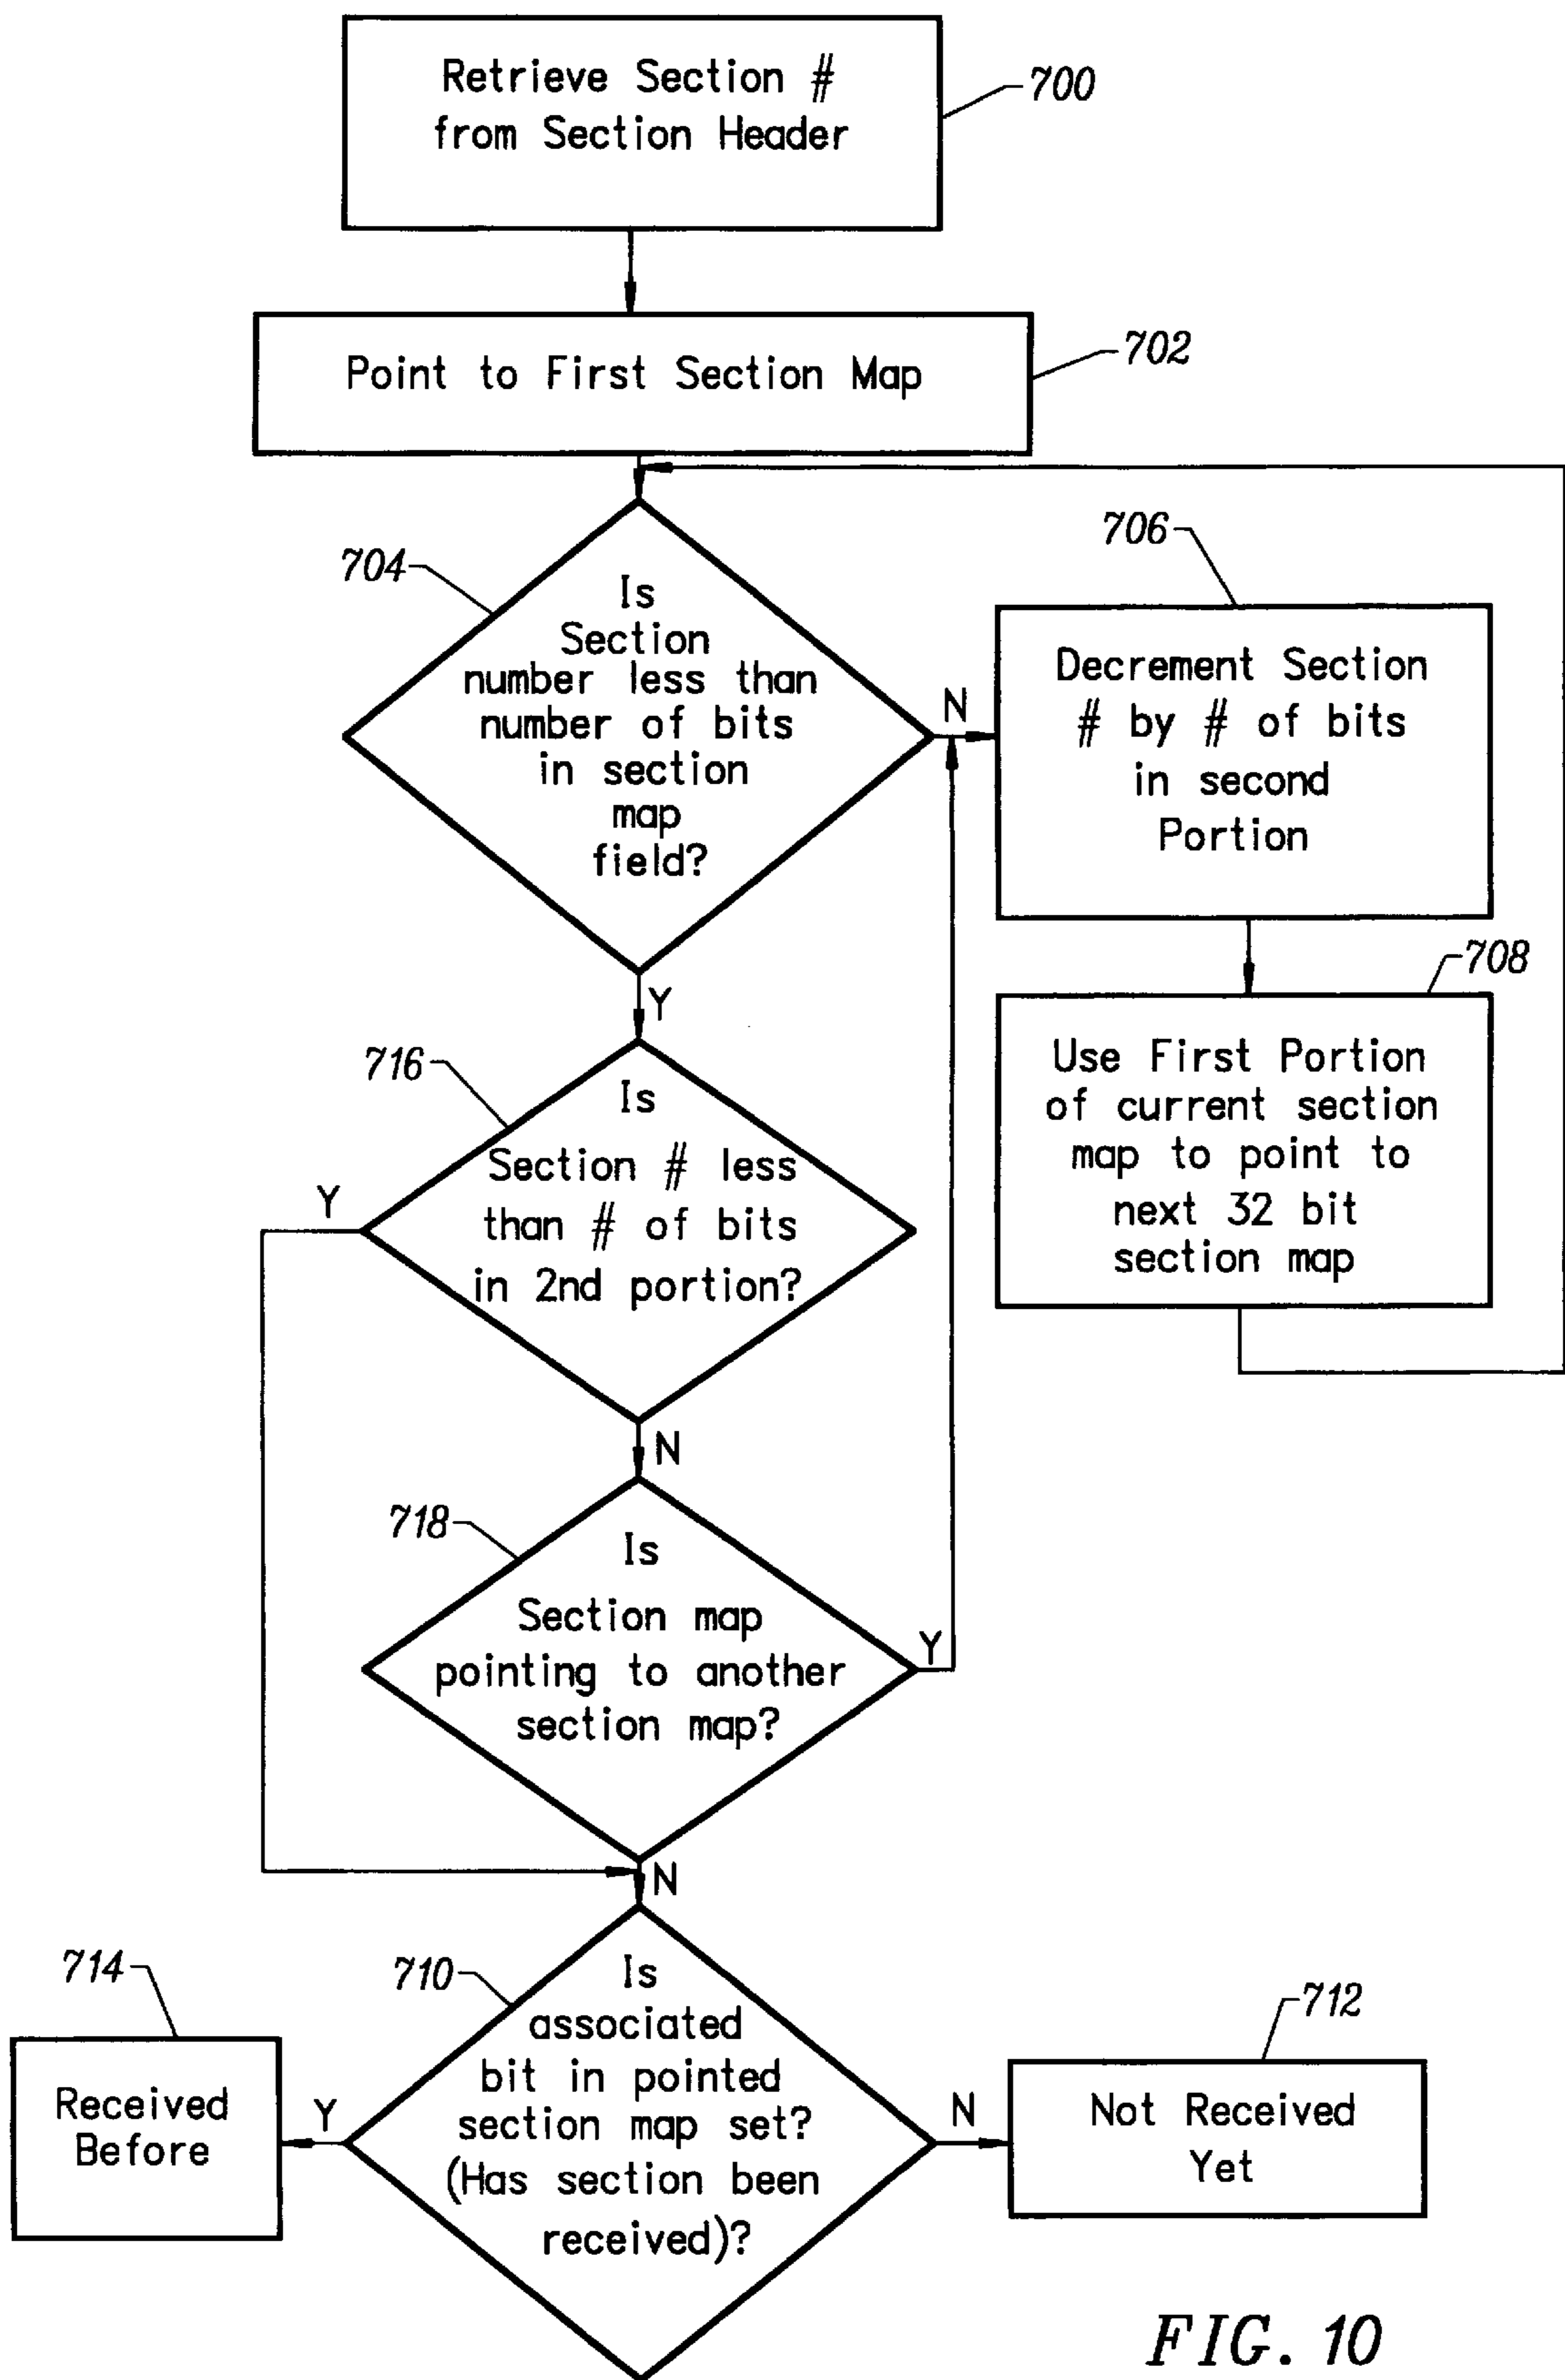 Retrieve Section #
from Section Header
700
Point to First Section Map
702
704
Is
Section
number less than
number of bits
in section
map
field?
N
Y
706
Decrement Section
# by # of bits
in second
Portion
708
Use First Portion
of current section
map to point to
next 32 bit
section map
716
Is
Section # less
than # of bits
in 2nd portion?
Y
N
718
Is
Section map
pointing to another
section map?
Y
N
710
Is
associated
bit in pointed
section map set?
(Has section been
received)?
Y
N
714
Received
Before
712
Not Received
Yet
FIG. 10